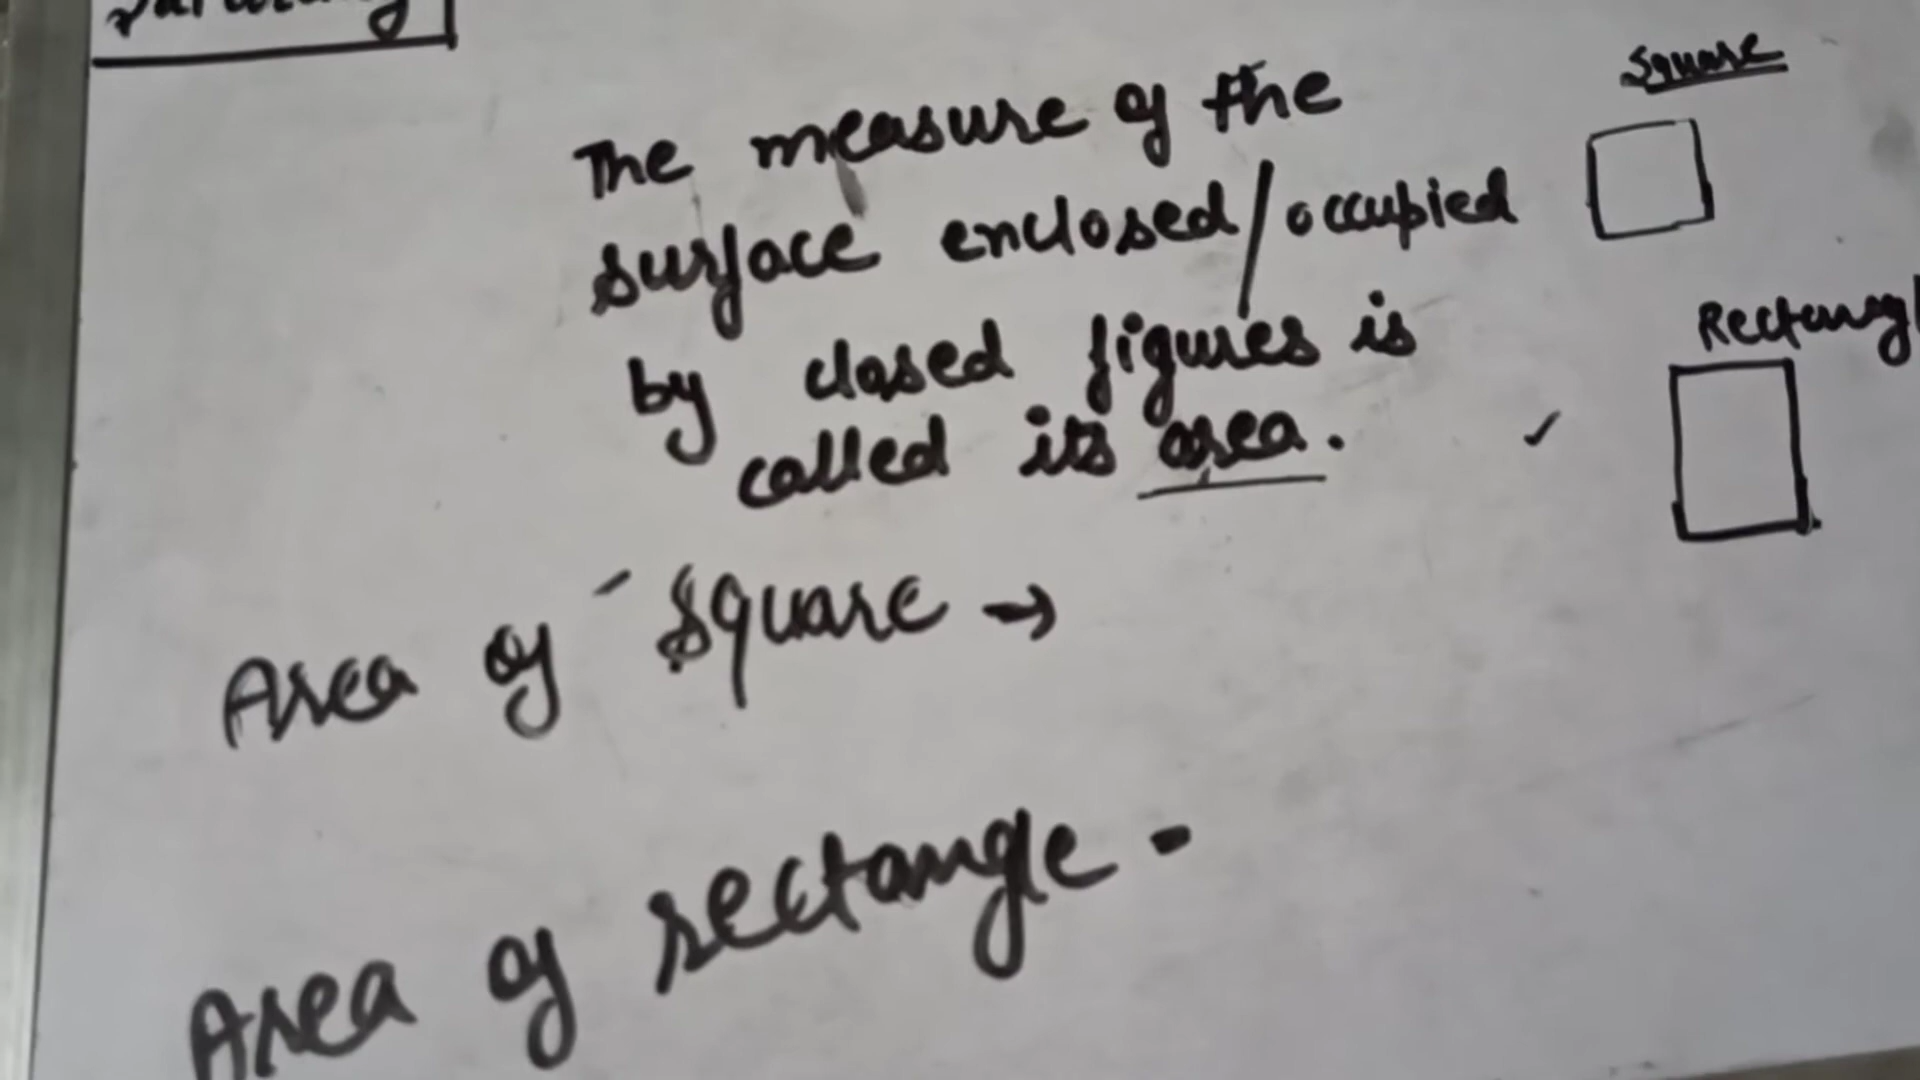 The measure of the
surface enclosed/occupied
by closed figures is
called its area.
Square
Area of Square →
Area of rectangle -